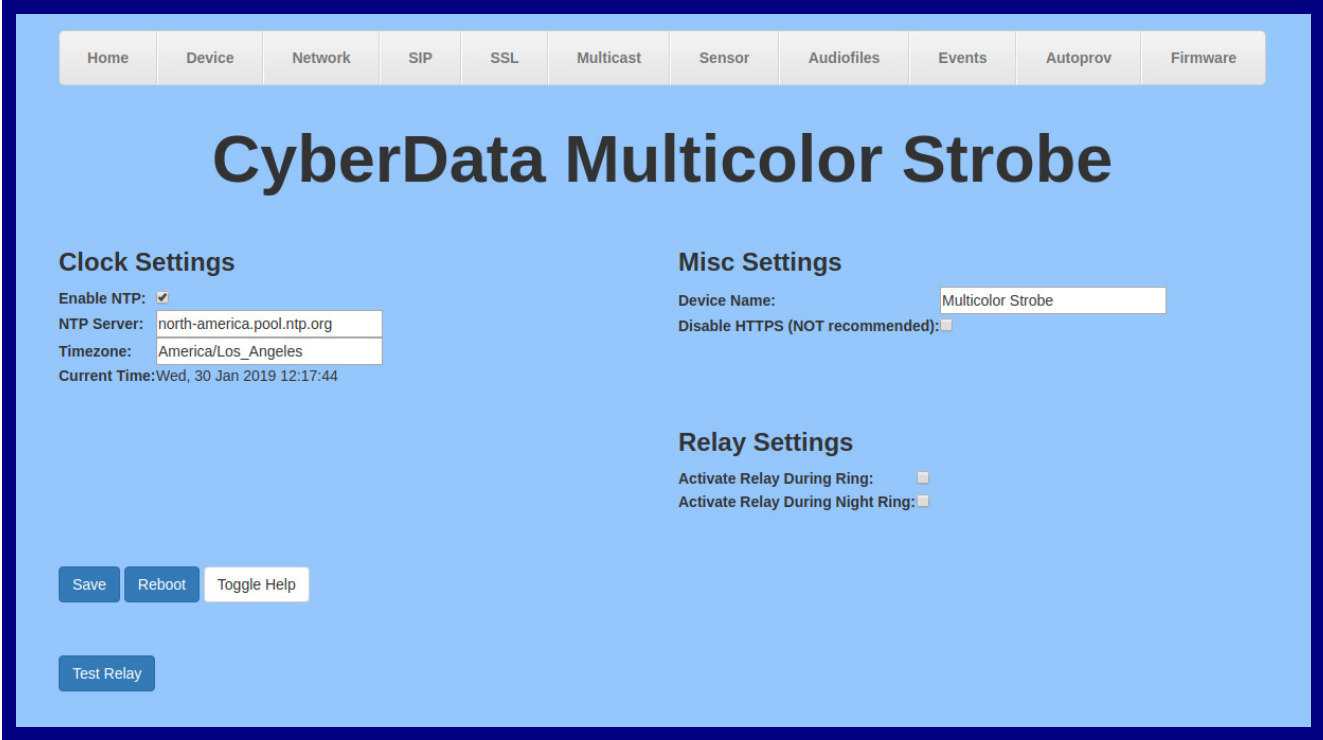 Home Device Network SIP SSL Multicast Sensor Audiofiles Events Autoprov Firmware
CyberData Multicolor Strobe
Clock Settings
Enable NTP:
NTP Server: north-america.pool.ntp.org
Timezone: America/Los_Angeles
Current Time:Wed, 30 Jan 2019 12:17:44
Misc Settings
Device Name: Multicolor Strobe
Disable HTTPS (NOT recommended):
Relay Settings
Activate Relay During Ring:
Activate Relay During Night Ring:
Save Reboot Toggle Help
Test Relay